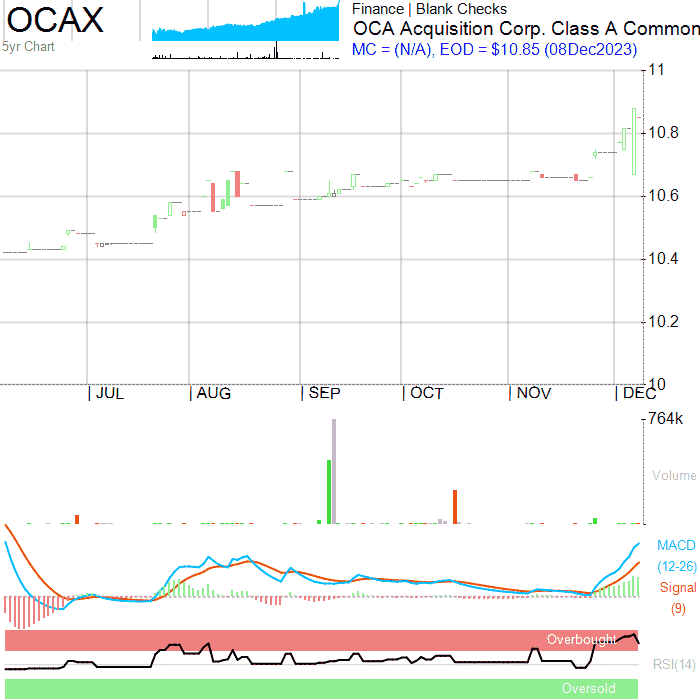 OCAX
5yr Chart
Finance | Blank Checks
OCA Acquisition Corp. Class A Common
MC = (N/A), EOD = $10.85 (08Dec2023)
11
10.8
10.6
10.4
10.2
10
JUL AUG SEP OCT NOV DEC
764k
Volume
MACD
(12-26)
Signal
(9)
Overbought
RSI(14)
Oversold